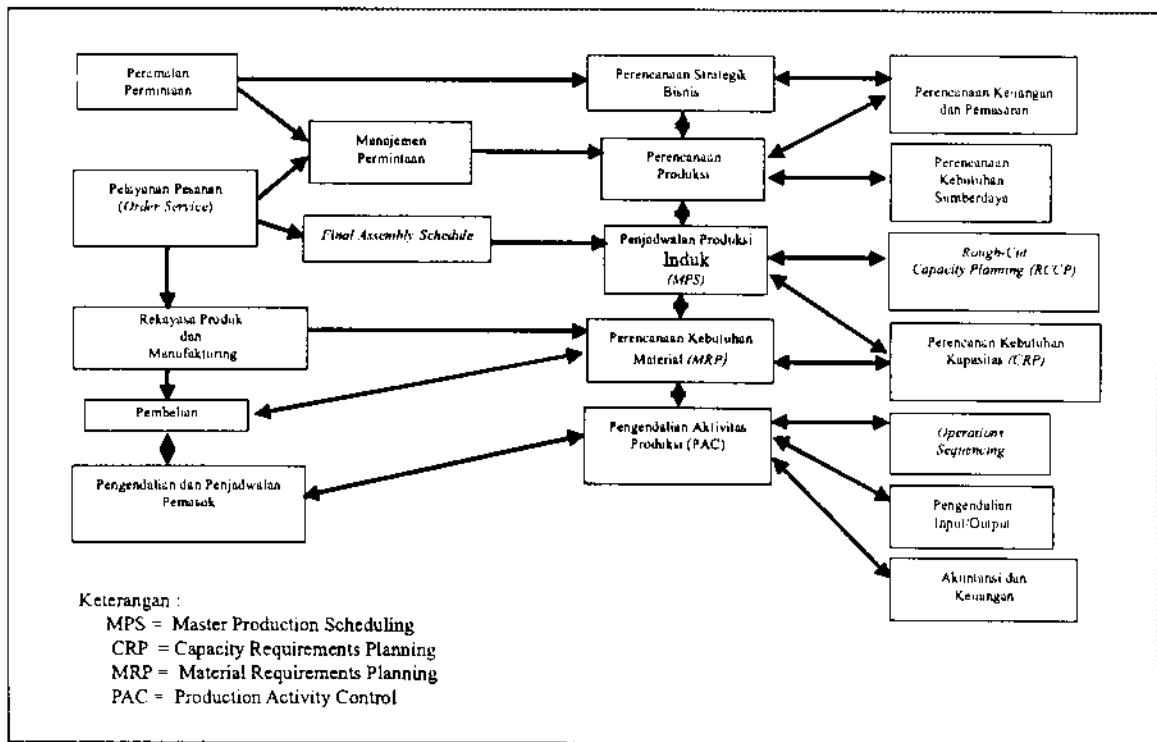 Peramalan
Permintaan
Perencanaan Strategik
Bisnis
Perencanaan Keuangan
dan Pemasaran
Manajemen
Permintaan
Perencanaan
Produksi
Perencanaan
Kebutuhan
Sumberdaya
Pelayanan Pesanan
(Order Service)
Final Assembly Schedule
Penjadwalan Produksi
Induk
(MPS)
Rough-Cut
Capacity Planning (RCCP)
Rekayasa Produk
dan
Manufakturing
Perencanaan Kebutuhan
Material (MRP)
Perencanan Kebutuhan
Kapasitas (CRP)
Pembelian
Pengendalian Aktivitas
Produksi (PAC)
Operations
Sequencing
Pengendalian dan Penjadwalan
Pemasok
Pengendalian
Input/Output
Akuntansi dan
Keuangan
Keterangan :
MPS = Master Production Scheduling
CRP = Capacity Requirements Planning
MRP = Material Requirements Planning
PAC = Production Activity Control